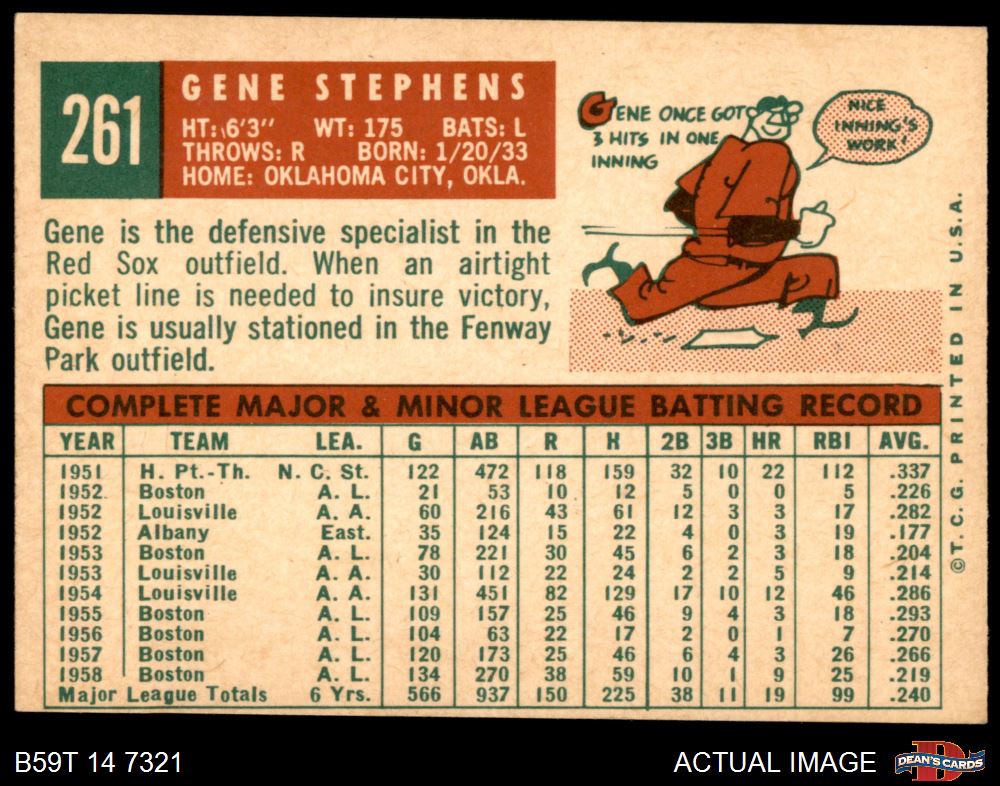 261
GENE STEPHENS
HT: 6'3" WT: 175 BATS: L
THROWS: R BORN: 1/20/33
HOME: OKLAHOMA CITY, OKLA.
GENE ONCE GOT
3 HITS IN ONE
INNING
NICE
INNING'S
WORK
Gene is the defensive specialist in the
Red Sox outfield. When an airtight
picket line is needed to insure victory,
Gene is usually stationed in the Fenway
Park outfield.
COMPLETE MAJOR & MINOR LEAGUE BATTING RECORD
YEAR TEAM LEA. G AB R H 2B 3B HR RBI AVG.
1951 H. Pt.-Th. N. C. St. 122 472 118 159 32 10 22 112 .337
1952 Boston A. L. 21 53 10 12 5 0 0 5 .226
1952 Louisville A. A. 60 216 43 61 12 3 3 17 .282
1952 Albany East. 35 124 15 22 4 0 3 19 .177
1953 Boston A. L. 78 221 30 45 6 2 3 18 .204
1953 Louisville A. A. 30 112 22 24 2 2 5 9 .214
1954 Louisville A. A. 131 451 82 129 17 10 12 46 .286
1955 Boston A. L. 109 157 25 46 9 4 3 18 .293
1956 Boston A. L. 104 63 22 17 2 0 1 7 .270
1957 Boston A. L. 120 173 25 46 6 4 3 26 .266
1958 Boston A. L. 134 270 38 59 10 1 9 25 .219
Major League Totals 6 Yrs. 566 937 150 225 38 11 19 99 .240
© T. C. G. PRINTED IN U.S.A.
B59T 14 7321
ACTUAL IMAGE
D
DEAN'S CARDS